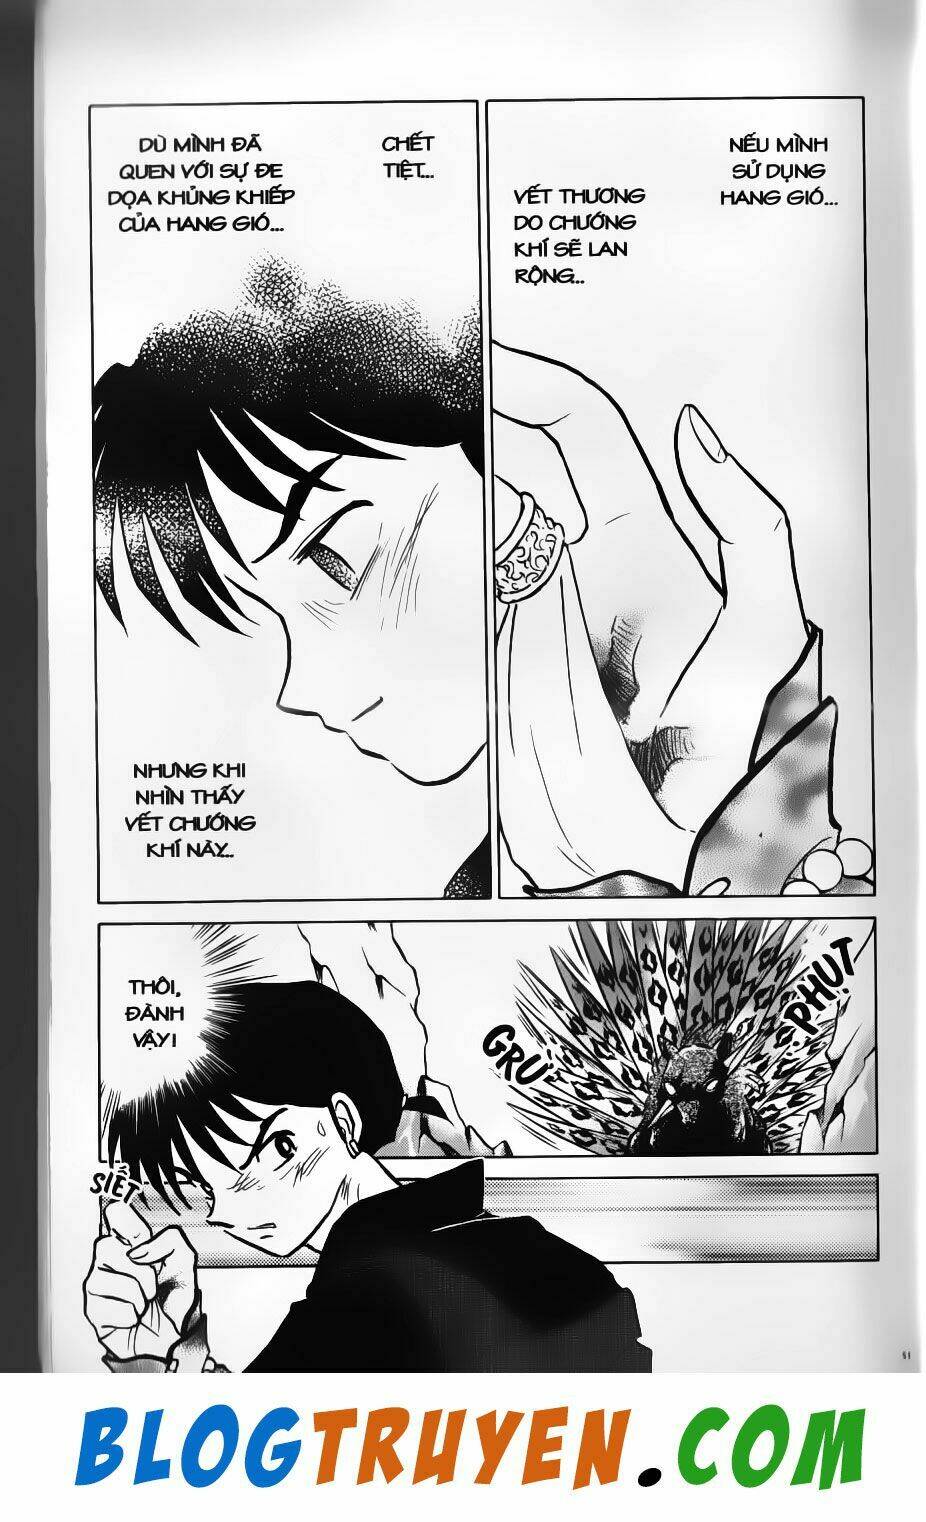 NẾU MÌNH
SỬ DỤNG
HANG GIÓ...
VẾT THƯƠNG
DO CHƯỚNG
KHÍ SẼ LAN
RỘNG...
CHẾT
TIỆT...
DÙ MÌNH ĐÃ
QUEN VỚI SỰ ĐE
DỌA KHỦNG KHIẾP
CỦA HANG GIÓ...
NHƯNG KHI
NHÌN THẤY
VẾT CHƯỚNG
KHÍ NÀY...
PHỤT
GRỪ
THÔI,
ĐÀNH
VẬY!
SIẾT
BLOGTRUYEN.COM